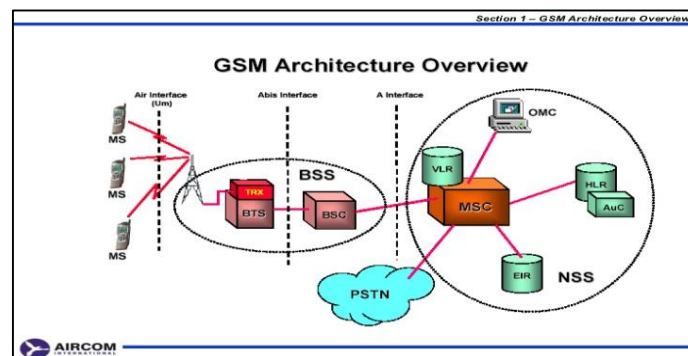 Section 1 – GSM Architecture Overview
GSM Architecture Overview
Air Interface
(Um)
Abis Interface
A Interface
OMC
MS
VLR
BSS
HLR
TRX
AuC
MS
BTS
BSC
MSC
MS
EIR
NSS
PSTN
AIRCOM
INTERNATIONAL